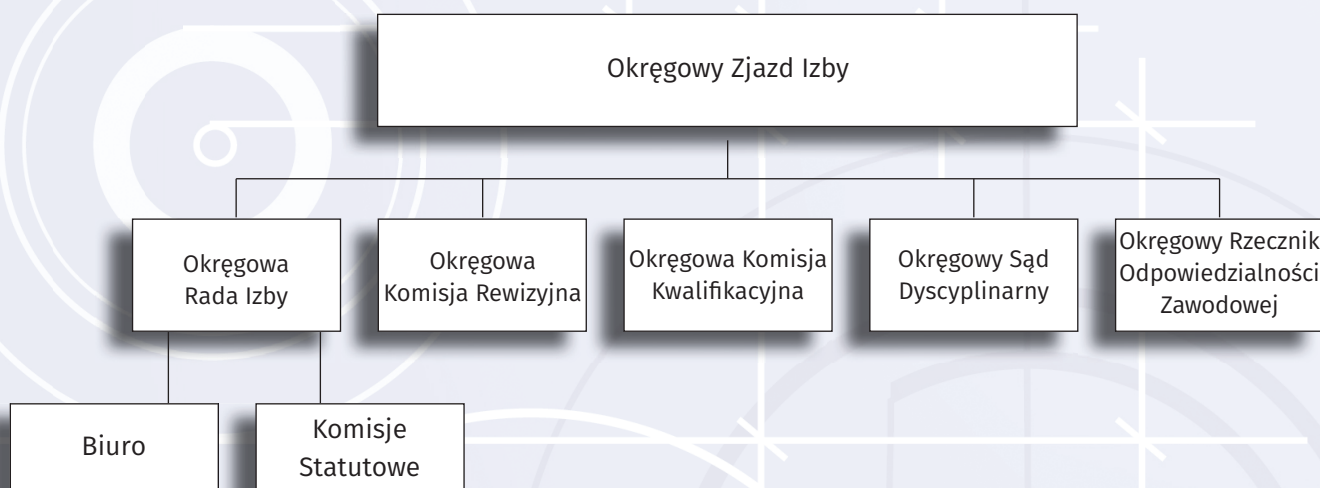 Okręgowy Zjazd Izby
Okręgowa
Rada Izby
Okręgowa
Komisja Rewizyjna
Okręgowa Komisja
Kwalifikacyjna
Okręgowy Sąd
Dyscyplinarny
Okręgowy Rzecznik
Odpowiedzialności
Zawodowej
Biuro
Komisje
Statutowe